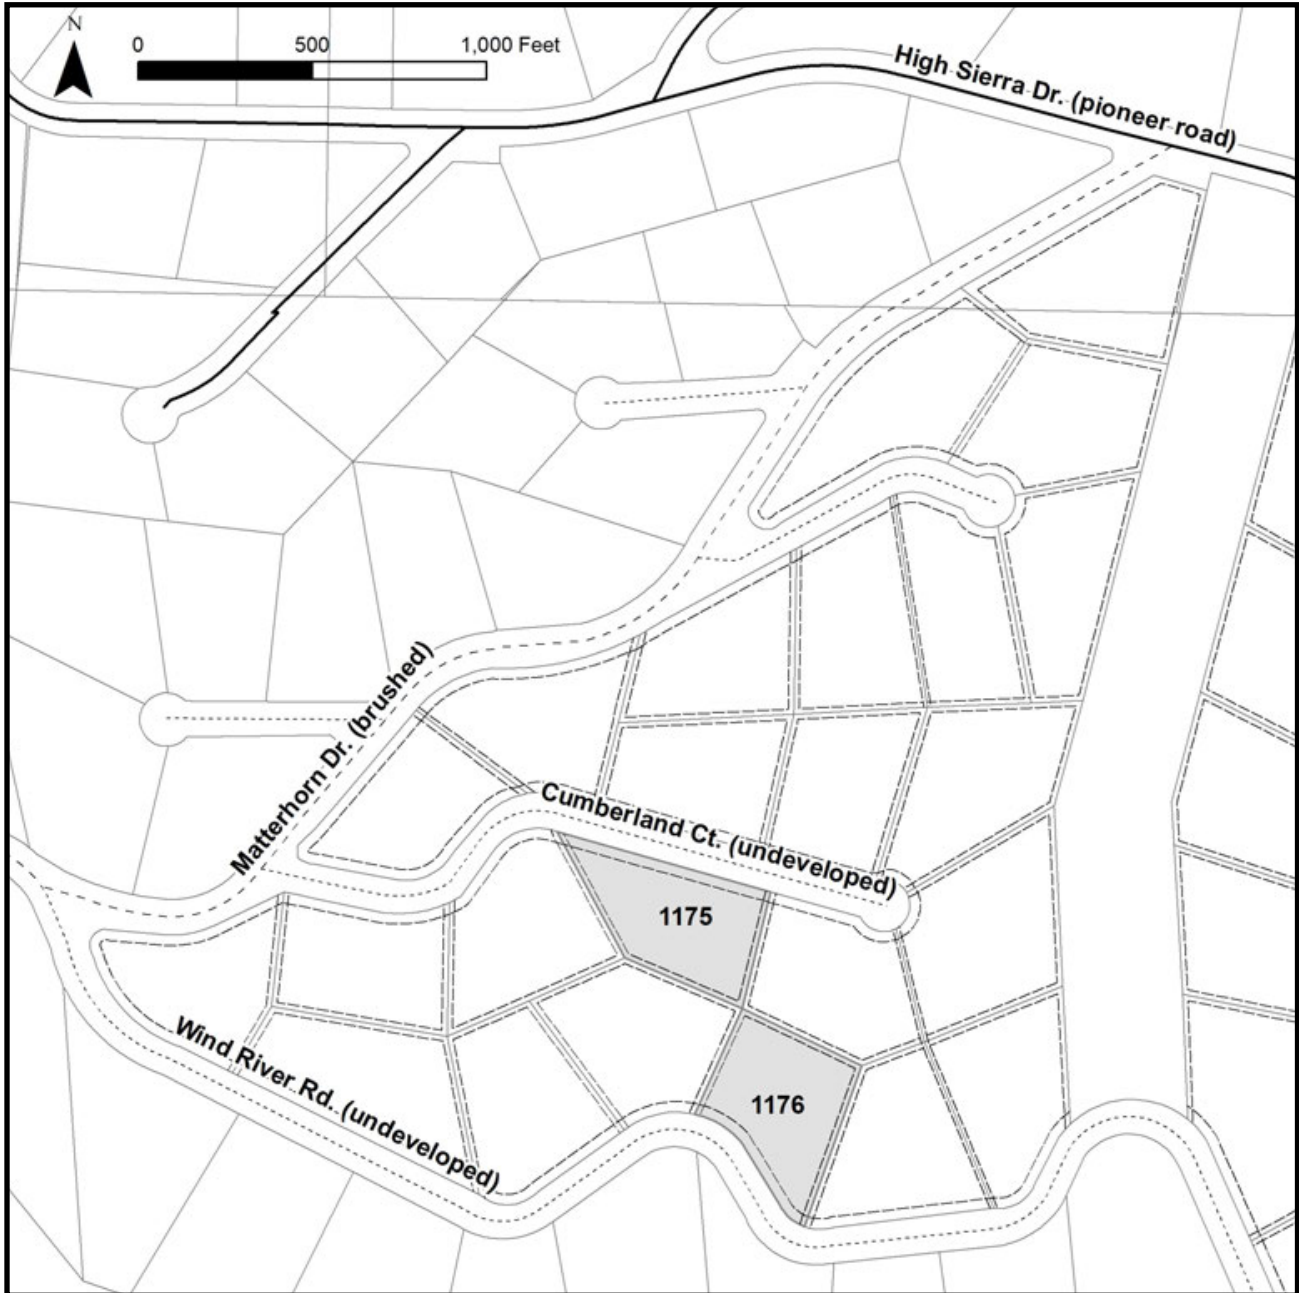 N
0 500 1,000 Feet
High Sierra Dr. (pioneer road)
Matterhorn Dr. (brushed)
Cumberland Ct. (undeveloped)
1175
Wind River Rd. (undeveloped)
1176